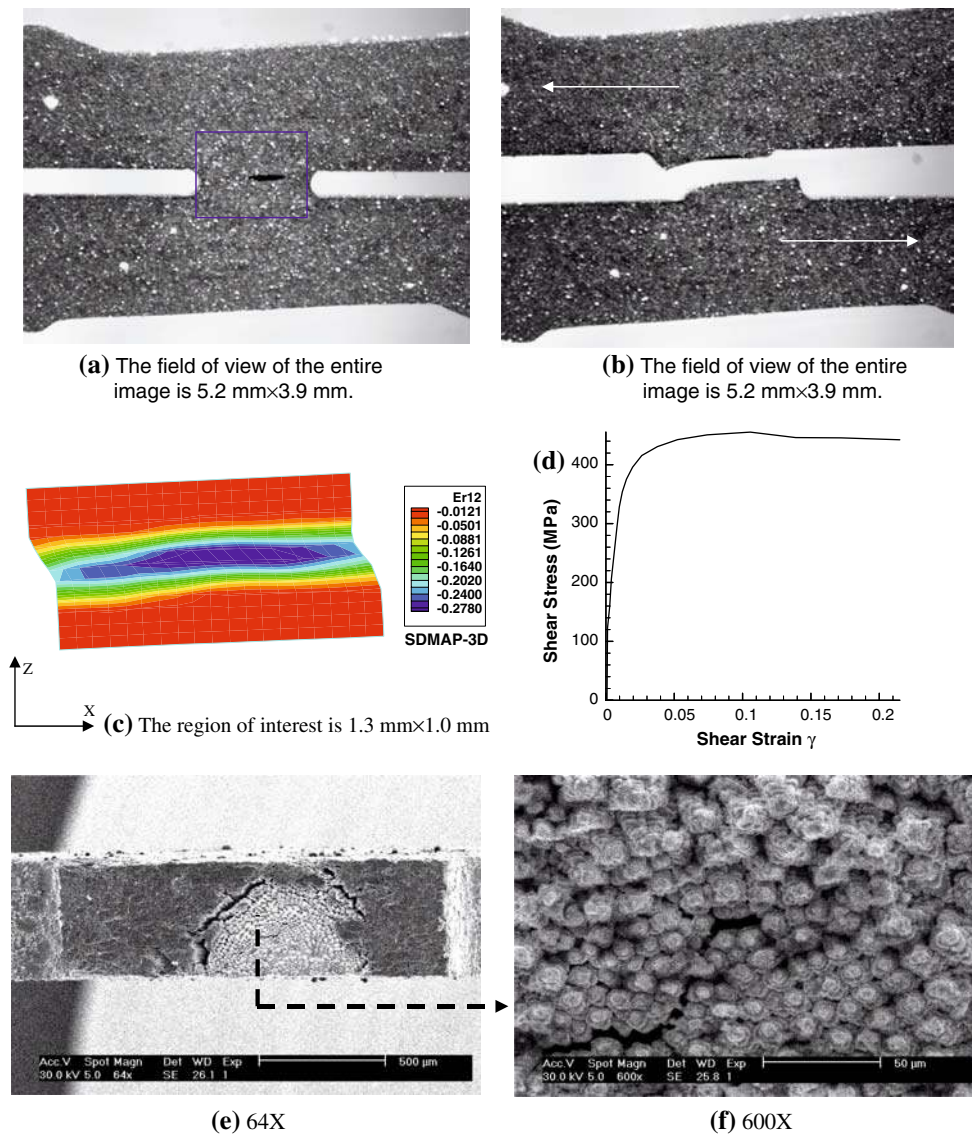 (a) The field of view of the entire
image is 5.2 mm×3.9 mm.
(b) The field of view of the entire
image is 5.2 mm×3.9 mm.
Er12
-0.0121
-0.0501
-0.0881
-0.1261
-0.1640
-0.2020
-0.2400
-0.2780
SDMAP-3D
Z
X
(c) The region of interest is 1.3 mm×1.0 mm
(d)
Shear Stress (MPa)
400
300
200
100
0
0 0.05 0.1 0.15 0.2
Shear Strain γ
Acc.V Spot Magn Det WD Exp
30.0 kV 5.0 64x SE 26.1 1
500 µm
Acc.V Spot Magn Det WD Exp
30.0 kV 5.0 600x SE 25.8 1
50 µm
(e) 64X
(f) 600X